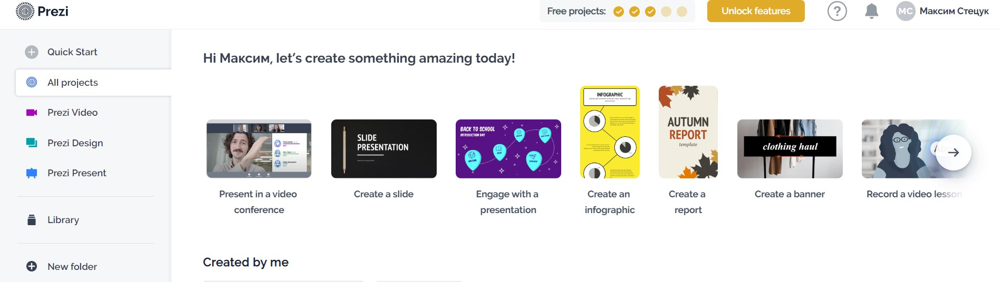 Prezi
Free projects:
Unlock features
?
MC
Максим Стецук
Quick Start
All projects
Prezi Video
Prezi Design
Prezi Present
Library
New folder
Hi Максим, let's create something amazing today!
SLIDE
PRESENTATION
BACK TO SCHOOL
INTRODUCTION DAY
INFOGRAPHIC
AUTUMN
REPORT
template
clothing haul
Present in a video
conference
Create a slide
Engage with a
presentation
Create an
infographic
Create a
report
Create a banner
Record a video lesson
Created by me